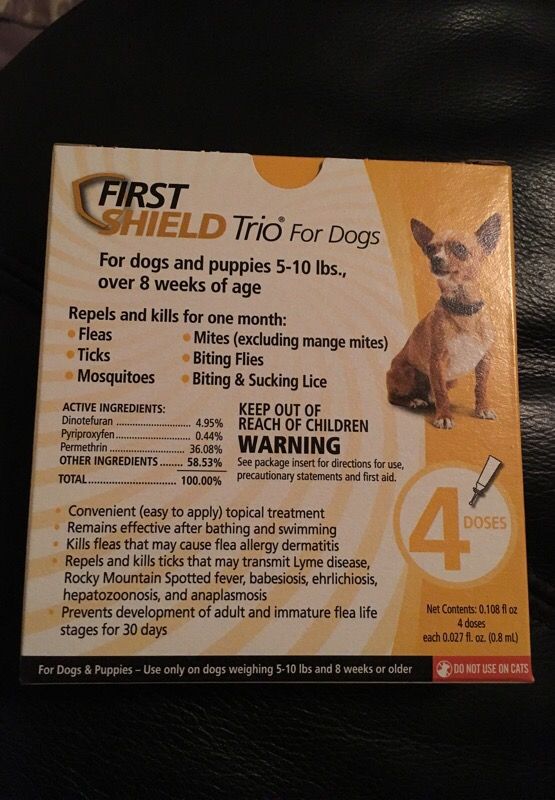 FIRST
SHIELD Trio® For Dogs
For dogs and puppies 5-10 lbs.,
over 8 weeks of age
Repels and kills for one month:
• Fleas
• Ticks
• Mosquitoes
• Mites (excluding mange mites)
• Biting Flies
• Biting & Sucking Lice
ACTIVE INGREDIENTS:
Dinotefuran .......................... 4.95%
Pyriproxyfen .......................... 0.44%
Permethrin .......................... 36.08%
OTHER INGREDIENTS ....... 58.53%
TOTAL .......................... 100.00%
KEEP OUT OF
REACH OF CHILDREN
WARNING
See package insert for directions for use,
precautionary statements and first aid.
• Convenient (easy to apply) topical treatment
• Remains effective after bathing and swimming
• Kills fleas that may cause flea allergy dermatitis
• Repels and kills ticks that may transmit Lyme disease,
Rocky Mountain Spotted fever, babesiosis, ehrlichiosis,
hepatozoonosis, and anaplasmosis
• Prevents development of adult and immature flea life
stages for 30 days
4 DOSES
Net Contents: 0.108 fl oz
4 doses
each 0.027 fl. oz. (0.8 mL)
For Dogs & Puppies – Use only on dogs weighing 5-10 lbs and 8 weeks or older
DO NOT USE ON CATS